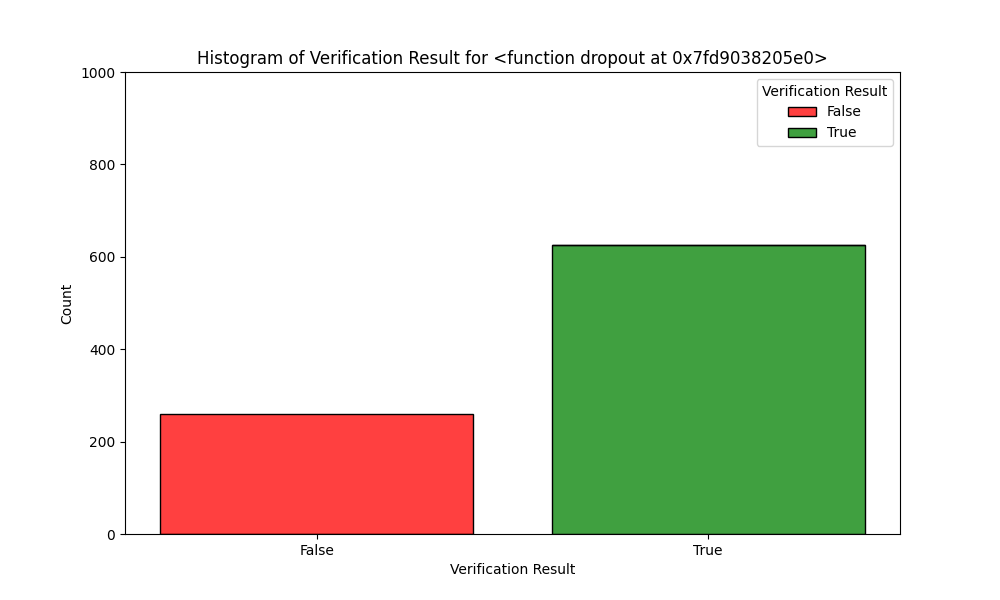 Histogram of Verification Result for <function dropout at 0x7fd9038205e0>
1000
800
600
400
200
0
Count
Verification Result
False
True
False
True
Verification Result